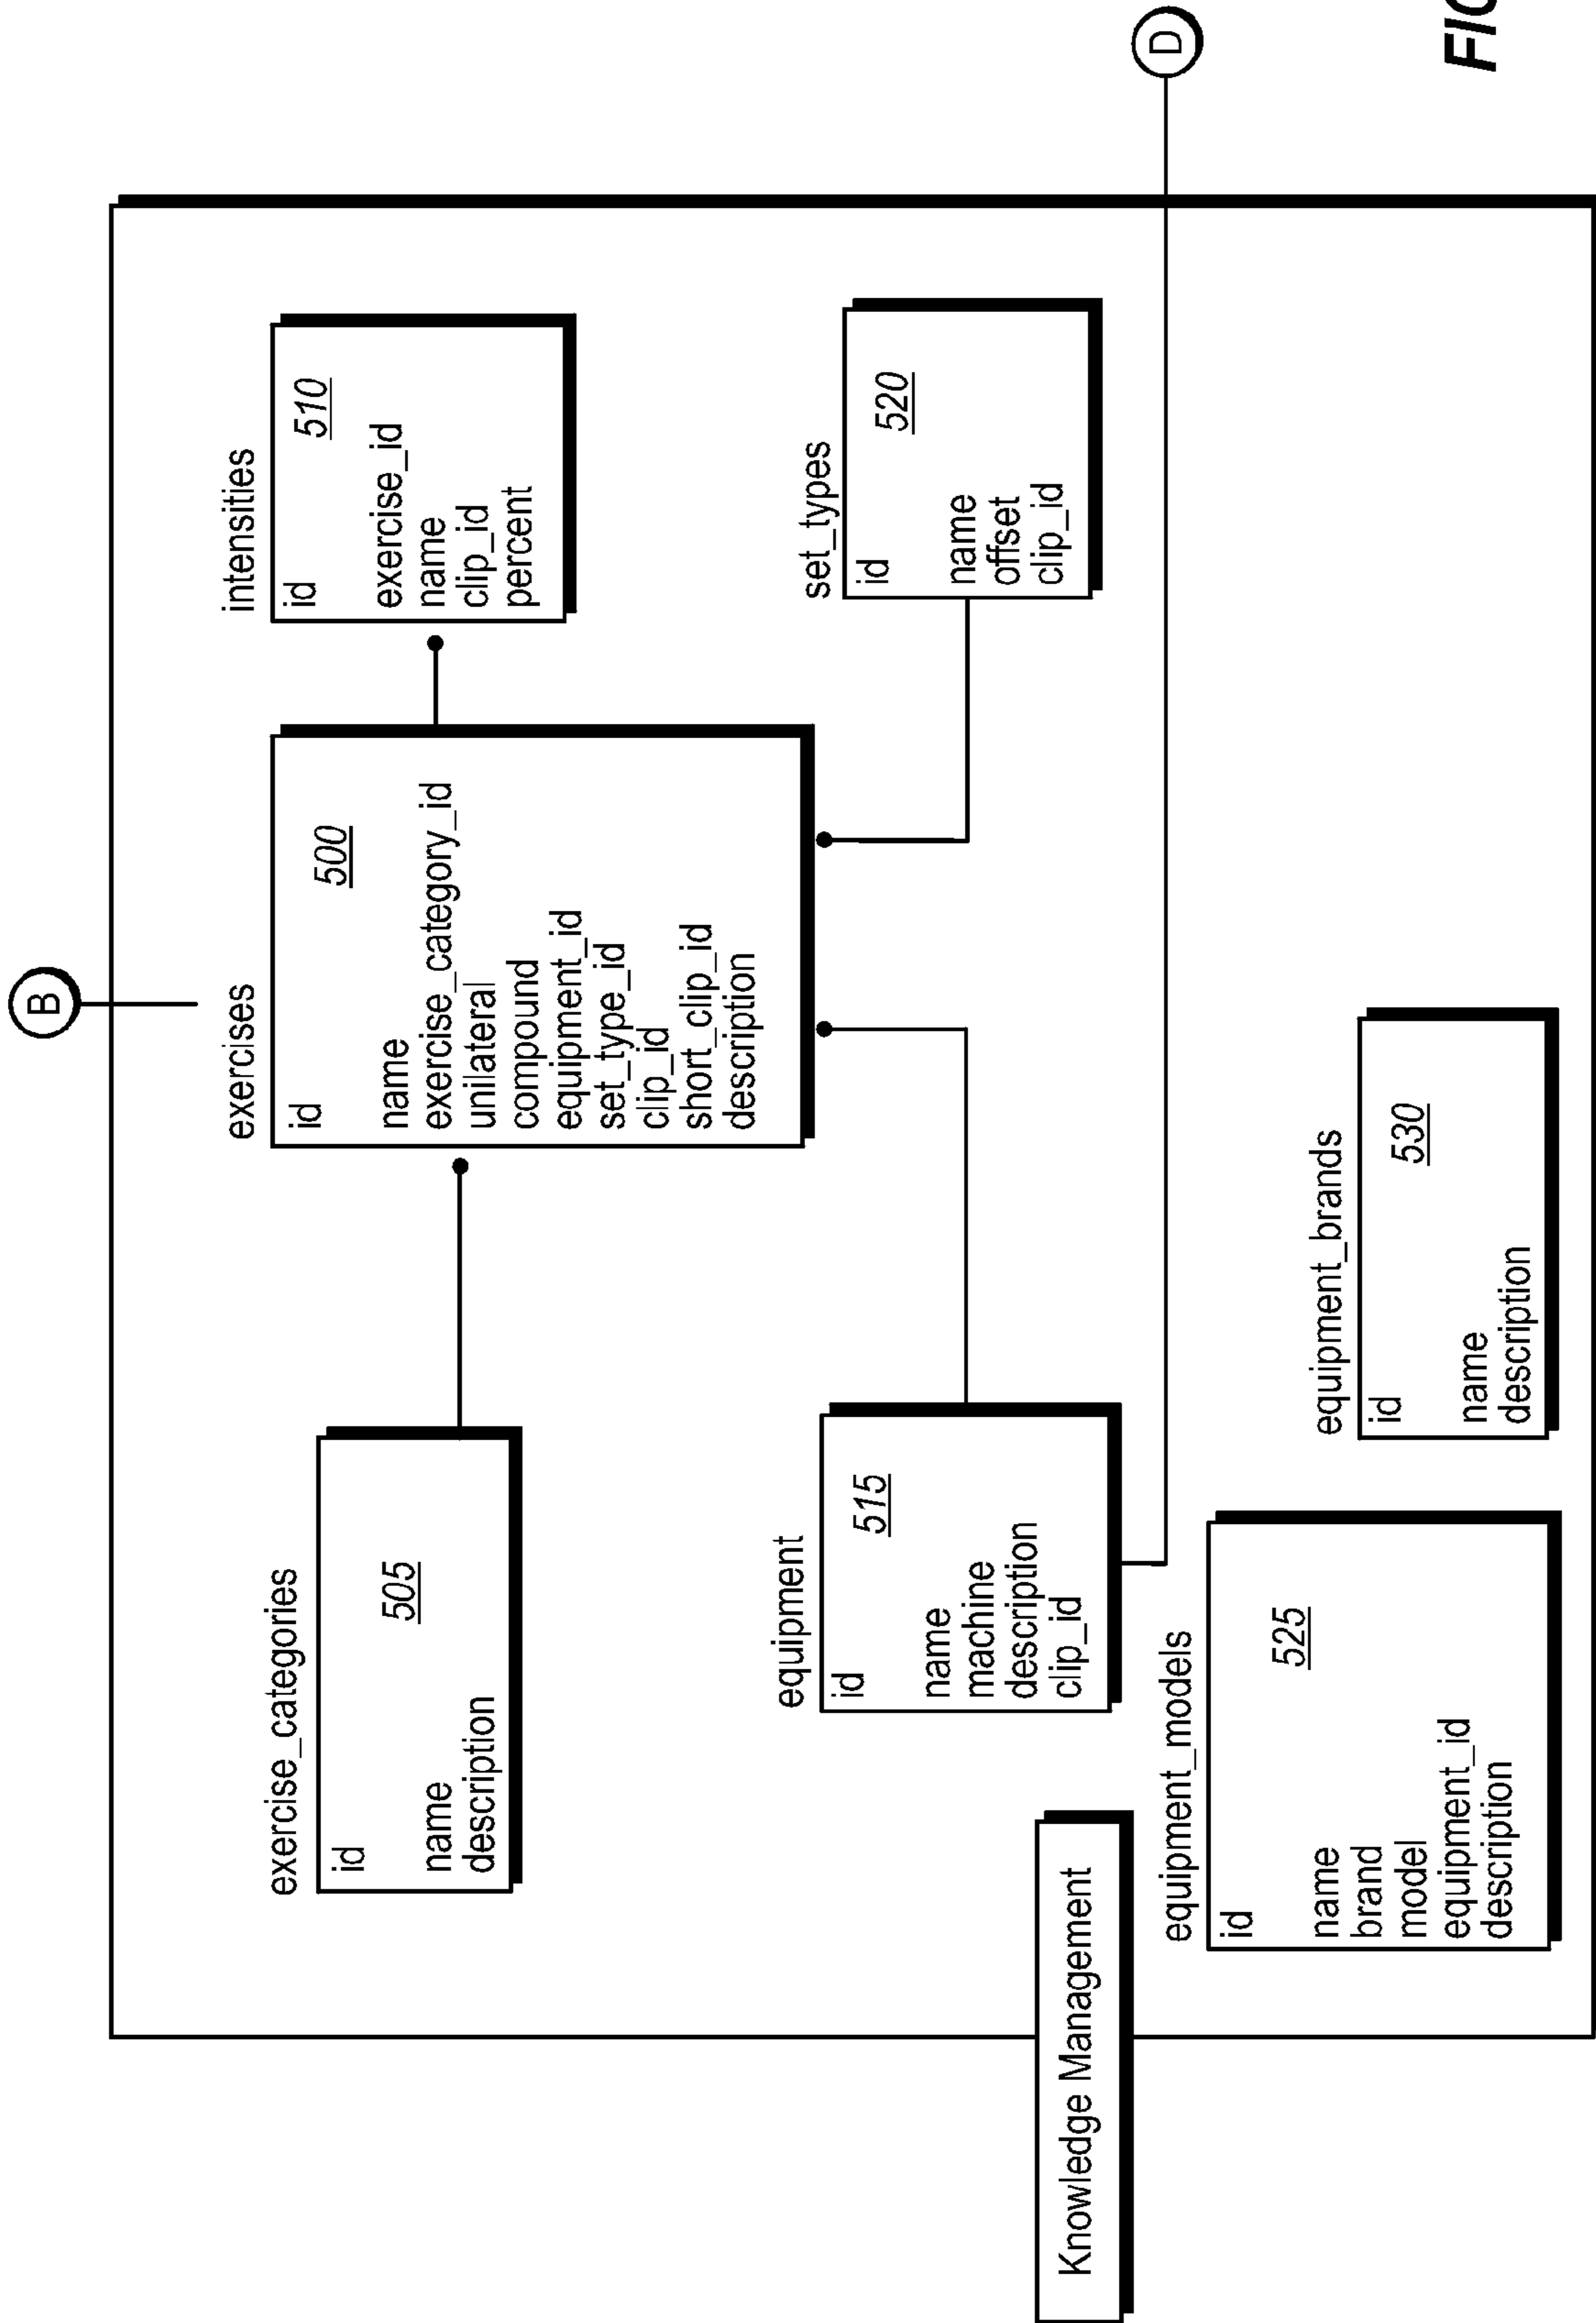 B
exercise_categories
505
id
name
description
exercises
500
id
name
exercise_category_id
unilateral
compound
equipment_id
set_type_id
clip_id
short_clip_id
description
intensities
510
id
exercise_id
name
clip_id
percent
equipment
515
id
name
machine
description
clip_id
set_types
520
id
name
offset
clip_id
Knowledge Management
D
equipment_models
525
id
name
brand
model
equipment_id
description
equipment_brands
530
id
name
description